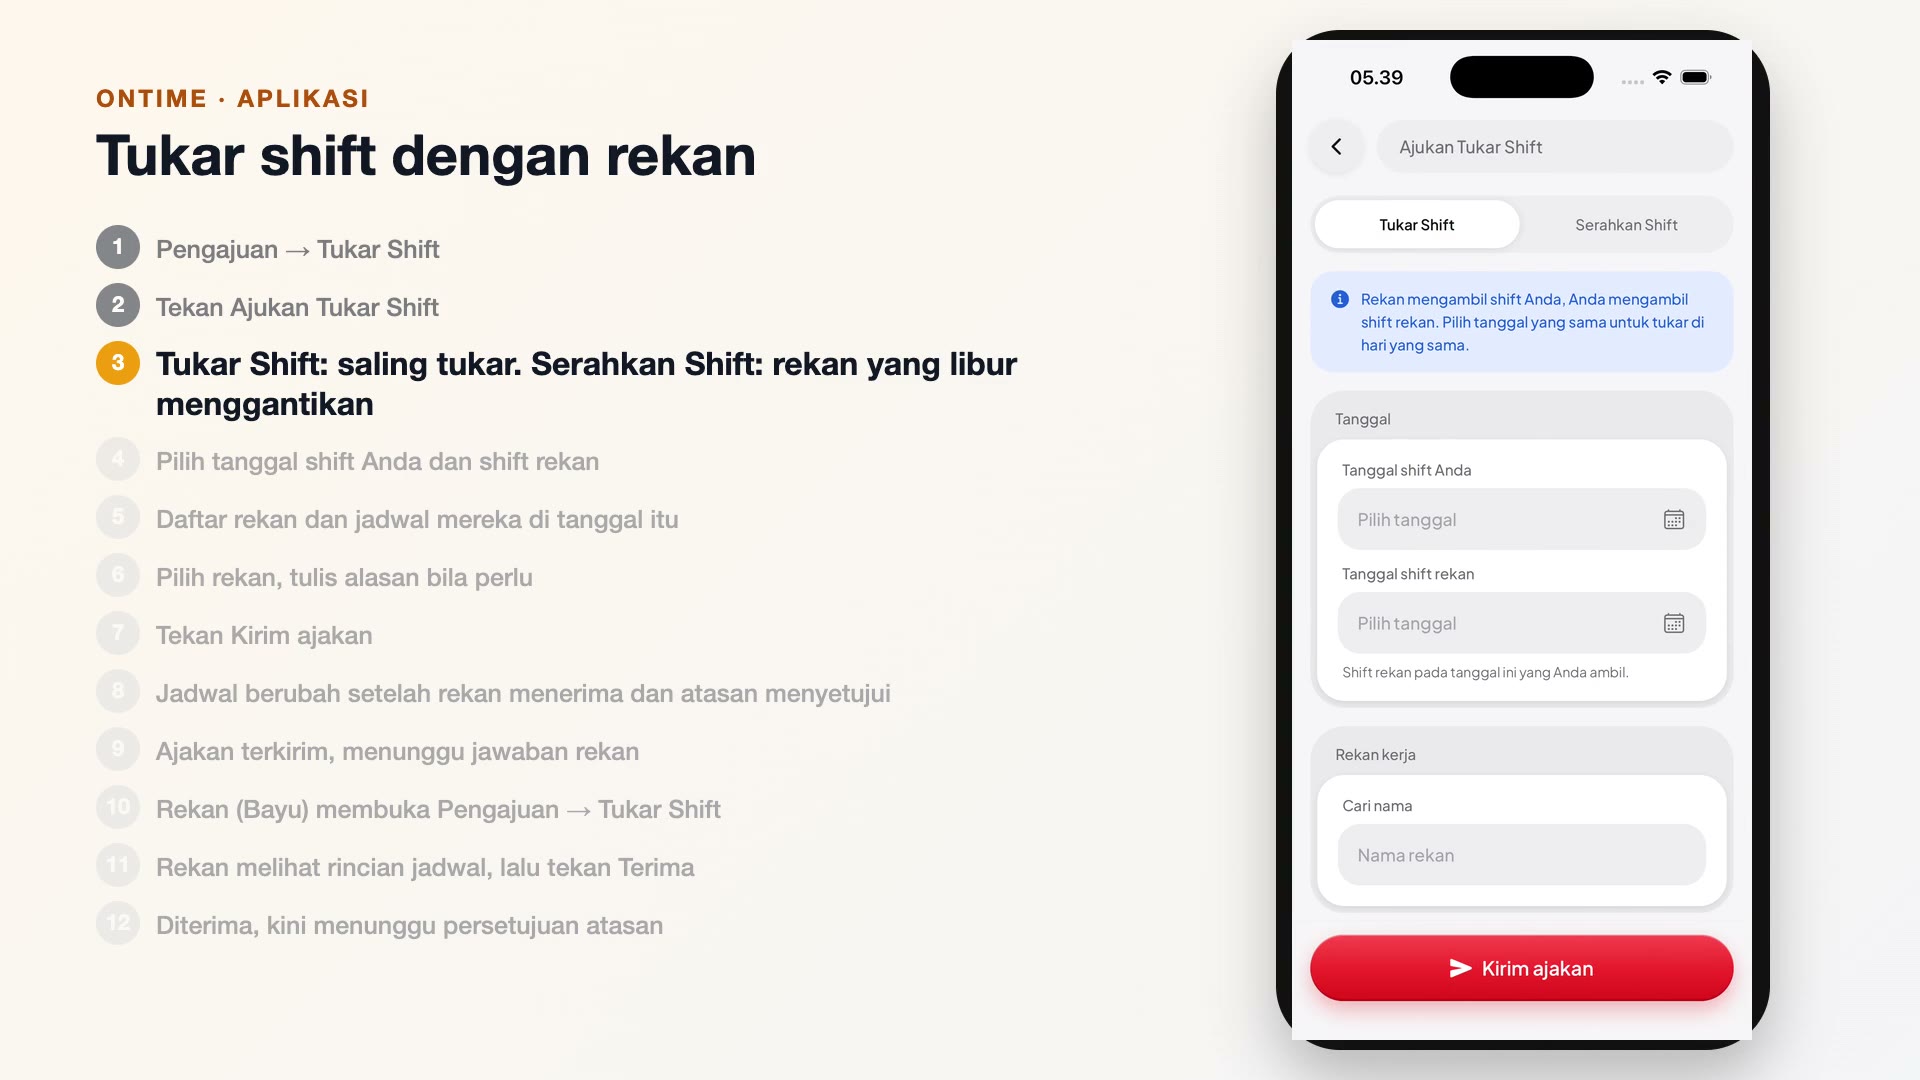 ONTIME · APLIKASI
Tukar shift dengan rekan
1 Pengajuan → Tukar Shift
2 Tekan Ajukan Tukar Shift
3 Tukar Shift: saling tukar. Serahkan Shift: rekan yang libur
menggantikan
4 Pilih tanggal shift Anda dan shift rekan
5 Daftar rekan dan jadwal mereka di tanggal itu
6 Pilih rekan, tulis alasan bila perlu
7 Tekan Kirim ajakan
8 Jadwal berubah setelah rekan menerima dan atasan menyetujui
9 Ajakan terkirim, menunggu jawaban rekan
10 Rekan (Bayu) membuka Pengajuan → Tukar Shift
11 Rekan melihat rincian jadwal, lalu tekan Terima
12 Diterima, kini menunggu persetujuan atasan
05.39
Ajukan Tukar Shift
Tukar Shift Serahkan Shift
Rekan mengambil shift Anda, Anda mengambil
shift rekan. Pilih tanggal yang sama untuk tukar di
hari yang sama.
Tanggal
Tanggal shift Anda
Pilih tanggal
Tanggal shift rekan
Pilih tanggal
Shift rekan pada tanggal ini yang Anda ambil.
Rekan kerja
Cari nama
Nama rekan
Kirim ajakan